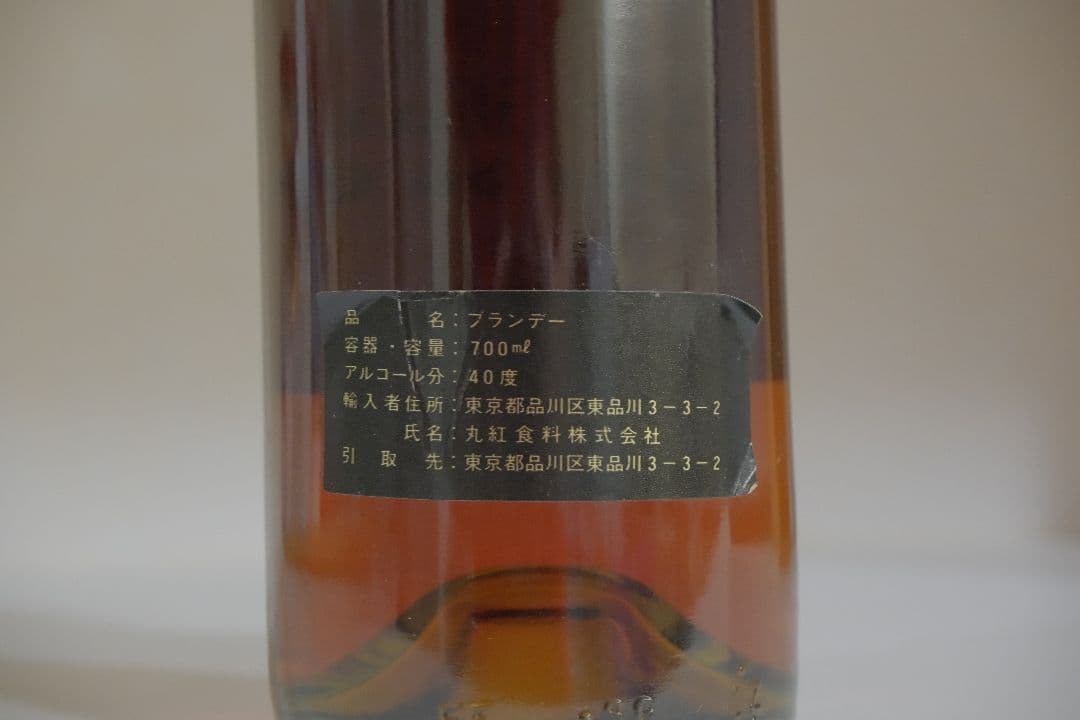 品名：ブランデー
容器・容量：700ml
アルコール分：40度
輸入者住所：東京都品川区東品川3-3-2
氏名：丸紅食料株式会社
引取先：東京都品川区東品川3-3-2